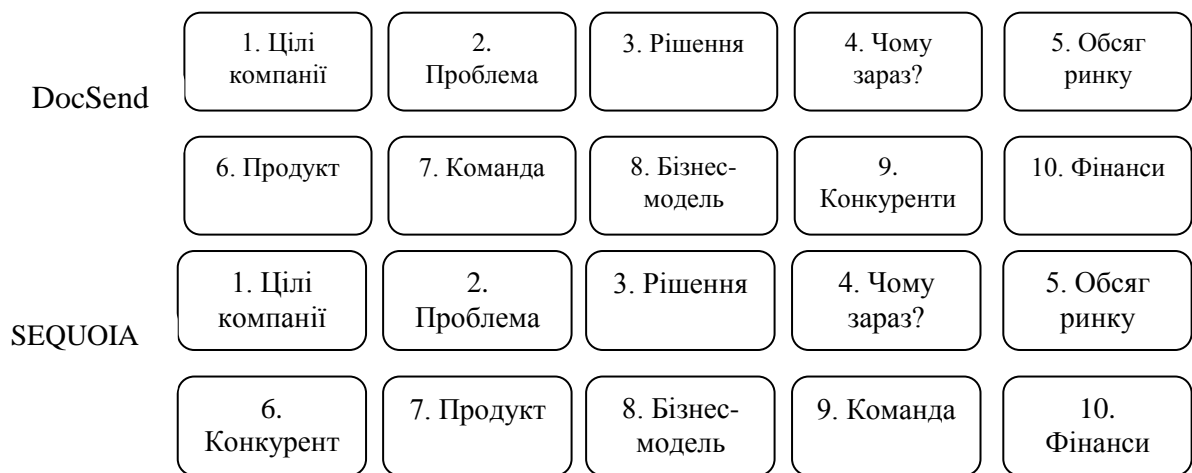 1. Цілі
компанії
2.
Проблема
3. Рішення
4. Чому
зараз?
5. Обсяг
ринку
DocSend
6. Продукт
7. Команда
8. Бізнес-
модель
9.
Конкуренти
10. Фінанси
1. Цілі
компанії
2.
Проблема
3. Рішення
4. Чому
зараз?
5. Обсяг
ринку
SEQUOIA
6.
Конкурент
7. Продукт
8. Бізнес-
модель
9. Команда
10.
Фінанси